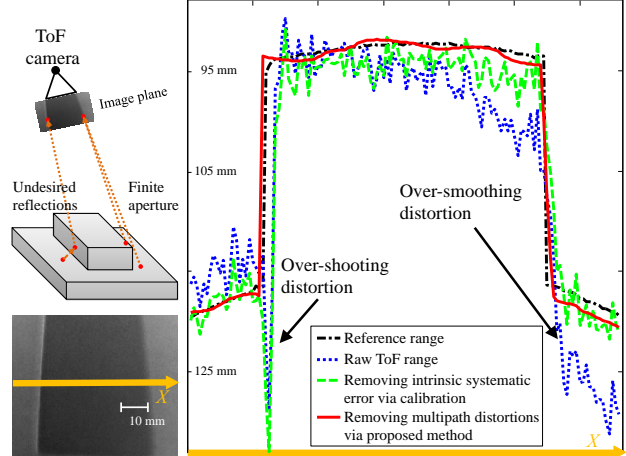 ToF
camera
Image plane
Undesired
reflections
Finite
aperture
X
10 mm
95 mm
105 mm
125 mm
Over-shooting
distortion
Over-smoothing
distortion
Reference range
Raw ToF range
Removing intrinsic systematic
error via calibration
Removing multipath distortions
via proposed method
X